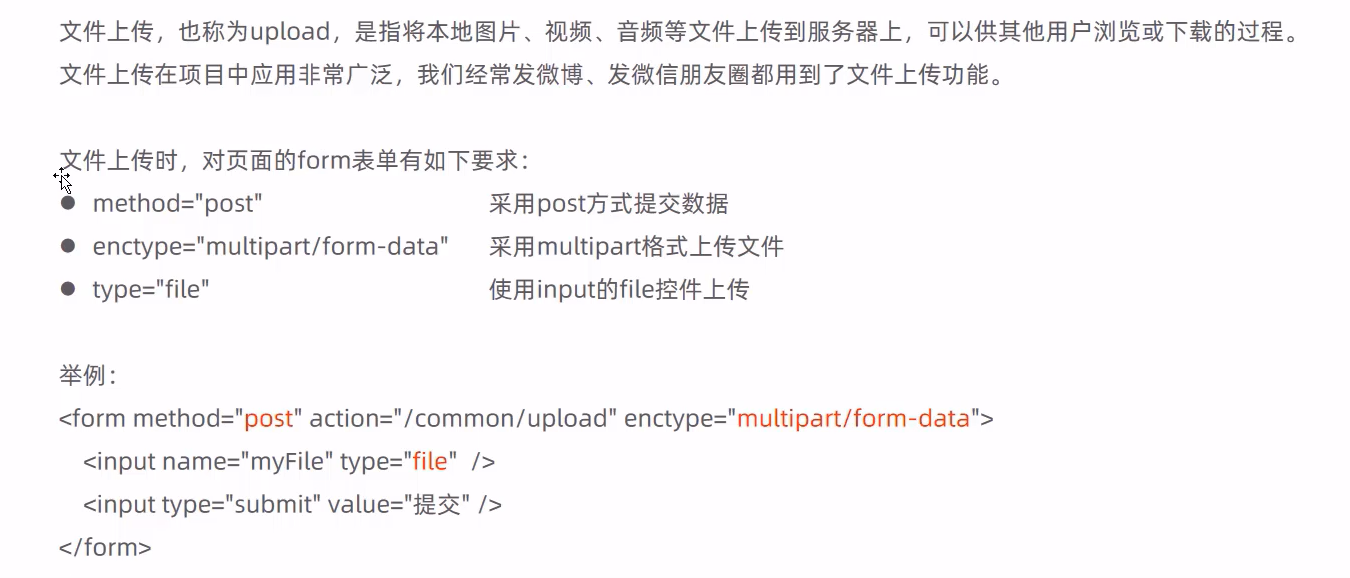 文件上传，也称为upload，是指将本地图片、视频、音频等文件上传到服务器上，可以供其他用户浏览或下载的过程。
文件上传在项目中应用非常广泛，我们经常发微博、发微信朋友圈都用到了文件上传功能。
文件上传时，对页面的form表单有如下要求：
● method="post" 采用post方式提交数据
● enctype="multipart/form-data" 采用multipart格式上传文件
● type="file" 使用input的file控件上传
举例：
<form method="post" action="/common/upload" enctype="multipart/form-data">
<input name="myFile" type="file" />
<input type="submit" value="提交" />
</form>